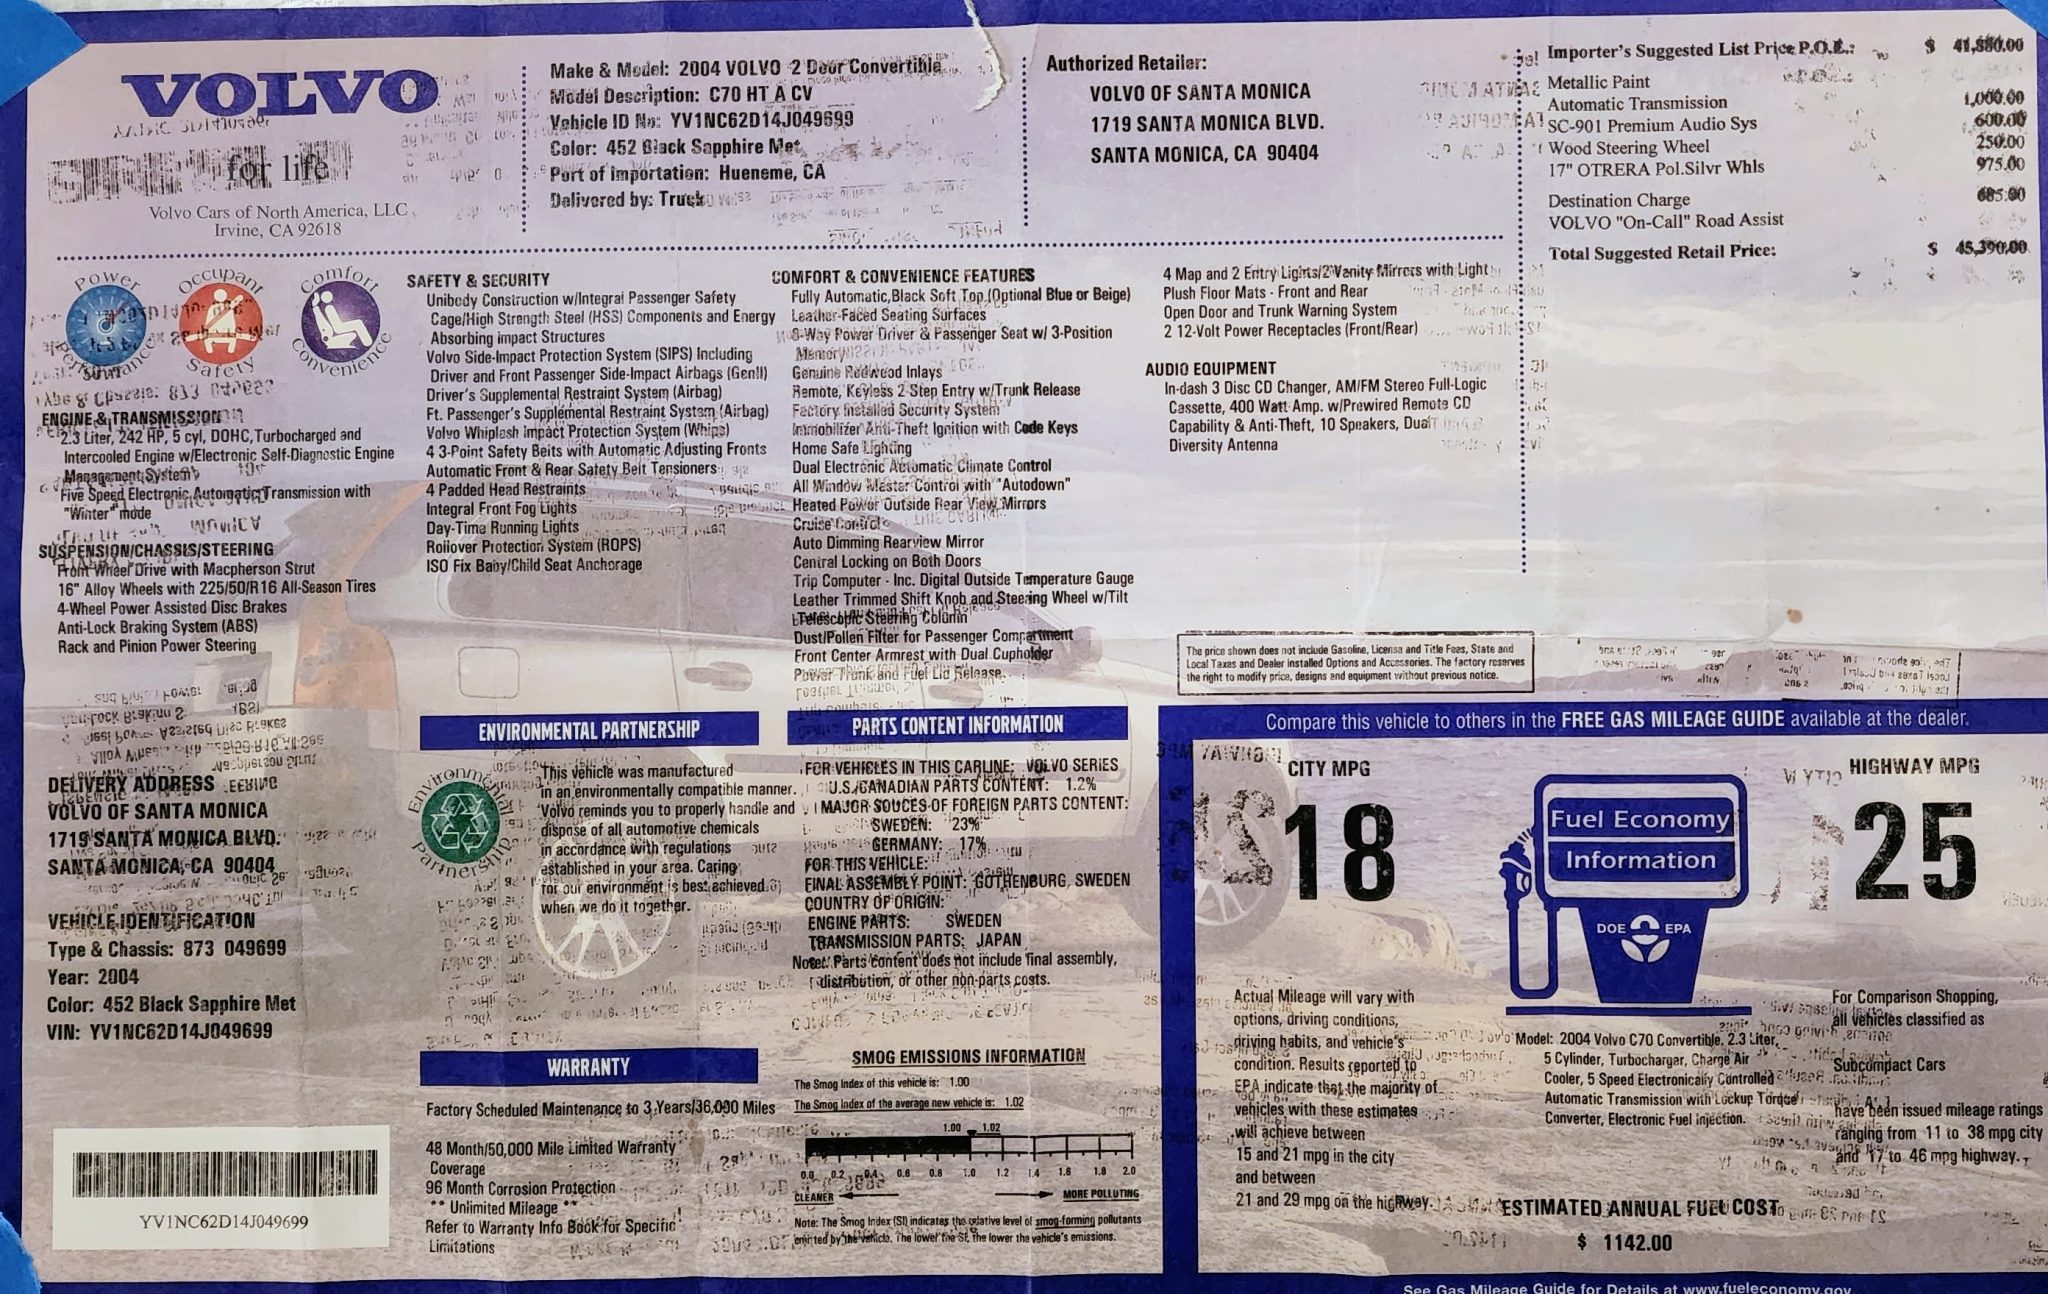 VOLVO
for life
Volvo Cars of North America, LLC
Irvine, CA 92618
Make & Model: 2004 VOLVO 2 Door Convertible
Model Description: C70 HT A CV
Vehicle ID No: YV1NC62D14J049699
Color: 452 Black Sapphire Met
Port of Importation: Hueneme, CA
Delivered by: Truck
Authorized Retailer:
VOLVO OF SANTA MONICA
1719 SANTA MONICA BLVD.
SANTA MONICA, CA 90404
Importer's Suggested List Price P.O.E.: $ 41,880.00
Metallic Paint
Automatic Transmission 1,000.00
SC-901 Premium Audio Sys 600.00
Wood Steering Wheel 250.00
17" OTRERA Pol.Silvr Whls 975.00
Destination Charge 685.00
VOLVO "On-Call" Road Assist
Total Suggested Retail Price: $ 45,390.00
Power Performance
Occupant Safety
Comfort Convenience
ENGINE & TRANSMISSION
2.3 Liter, 242 HP, 5 cyl, DOHC, Turbocharged and
Intercooled Engine w/Electronic Self-Diagnostic Engine
Management System
Five Speed Electronic Automatic Transmission with
"Winter" mode
SUSPENSION/CHASSIS/STEERING
Front Wheel Drive with Macpherson Strut
16" Alloy Wheels with 225/50/R16 All-Season Tires
4-Wheel Power Assisted Disc Brakes
Anti-Lock Braking System (ABS)
Rack and Pinion Power Steering
SAFETY & SECURITY
Unibody Construction w/Integral Passenger Safety
Cage/High Strength Steel (HSS) Components and Energy
Absorbing Impact Structures
Volvo Side-Impact Protection System (SIPS) Including
Driver and Front Passenger Side-Impact Airbags (GenII)
Driver's Supplemental Restraint System (Airbag)
Ft. Passenger's Supplemental Restraint System (Airbag)
Volvo Whiplash Impact Protection System (Whips)
4 3-Point Safety Belts with Automatic Adjusting Fronts
Automatic Front & Rear Safety Belt Tensioners
4 Padded Head Restraints
Integral Front Fog Lights
Day-Time Running Lights
Rollover Protection System (ROPS)
ISO Fix Baby/Child Seat Anchorage
COMFORT & CONVENIENCE FEATURES
Fully Automatic,Black Soft Top (Optional Blue or Beige)
Leather-Faced Seating Surfaces
8-Way Power Driver & Passenger Seat w/ 3-Position
Memory
Genuine Redwood Inlays
Remote, Keyless 2-Step Entry w/Trunk Release
Factory Installed Security System
Immobilizer Anti-Theft Ignition with Code Keys
Home Safe Lighting
Dual Electronic Automatic Climate Control
All Window Master Control with "Autodown"
Heated Power Outside Rear View Mirrors
Cruise Control
Auto Dimming Rearview Mirror
Central Locking on Both Doors
Trip Computer - Inc. Digital Outside Temperature Gauge
Leather Trimmed Shift Knob and Steering Wheel w/Tilt
Telescopic Steering Column
Dust/Pollen Filter for Passenger Compartment
Front Center Armrest with Dual Cupholder
Power Trunk and Fuel Lid Release
4 Map and 2 Entry Lights/2 Vanity Mirrors with Light
Plush Floor Mats - Front and Rear
Open Door and Trunk Warning System
2 12-Volt Power Receptacles (Front/Rear)
AUDIO EQUIPMENT
In-dash 3 Disc CD Changer, AM/FM Stereo Full-Logic
Cassette, 400 Watt Amp. w/Prewired Remote CD
Capability & Anti-Theft, 10 Speakers, Dual
Diversity Antenna
The price shown does not include Gasoline, License and Title Fees, State and
Local Taxes and Dealer Installed Options and Accessories. The factory reserves
the right to modify price, designs and equipment without previous notice.
DELIVERY ADDRESS
VOLVO OF SANTA MONICA
1719 SANTA MONICA BLVD.
SANTA MONICA, CA 90404
VEHICLE IDENTIFICATION
Type & Chassis: 873 049699
Year: 2004
Color: 452 Black Sapphire Met
VIN: YV1NC62D14J049699
YV1NC62D14J049699
ENVIRONMENTAL PARTNERSHIP
Environmental Partnership
This vehicle was manufactured
in an environmentally compatible manner.
Volvo reminds you to properly handle and
dispose of all automotive chemicals
in accordance with regulations
established in your area. Caring
for our environment is best achieved
when we do it together.
WARRANTY
Factory Scheduled Maintenance to 3 Years/36,000 Miles
48 Month/50,000 Mile Limited Warranty
Coverage
96 Month Corrosion Protection
** Unlimited Mileage **
Refer to Warranty Info Book for Specific
Limitations
PARTS CONTENT INFORMATION
FOR VEHICLES IN THIS CARLINE: VOLVO SERIES
U.S./CANADIAN PARTS CONTENT: 1.2%
MAJOR SOUCES OF FOREIGN PARTS CONTENT:
SWEDEN: 23%
GERMANY: 17%
FOR THIS VEHICLE:
FINAL ASSEMBLY POINT: GOTHENBURG, SWEDEN
COUNTRY OF ORIGIN:
ENGINE PARTS: SWEDEN
TRANSMISSION PARTS: JAPAN
Note: Parts content does not include final assembly,
distribution, or other non-parts costs.
SMOG EMISSIONS INFORMATION
The Smog Index of this vehicle is: 1.00
The Smog Index of the average new vehicle is: 1.02
1.00 1.02
0.0 0.2 0.4 0.6 0.8 1.0 1.2 1.4 1.6 1.8 2.0
CLEANER MORE POLLUTING
Note: The Smog Index (SI) indicates the relative level of smog-forming pollutants
emitted by the vehicle. The lower the SI, the lower the vehicle's emissions.
Compare this vehicle to others in the FREE GAS MILEAGE GUIDE available at the dealer.
CITY MPG
18
Fuel Economy
Information
DOE EPA
HIGHWAY MPG
25
Actual Mileage will vary with
options, driving conditions,
driving habits, and vehicle's
condition. Results reported to
EPA indicate that the majority of
vehicles with these estimates
will achieve between
15 and 21 mpg in the city
and between
21 and 29 mpg on the highway.
Model: 2004 Volvo C70 Convertible, 2.3 Liter,
5 Cylinder, Turbocharger, Charge Air
Cooler, 5 Speed Electronically Controlled
Automatic Transmission with Lockup Torque
Converter, Electronic Fuel Injection.
For Comparison Shopping,
all vehicles classified as
Subcompact Cars
have been issued mileage ratings
ranging from 11 to 38 mpg city
and 17 to 46 mpg highway.
ESTIMATED ANNUAL FUEL COST
$ 1142.00
See Gas Mileage Guide for Details at www.fueleconomy.gov